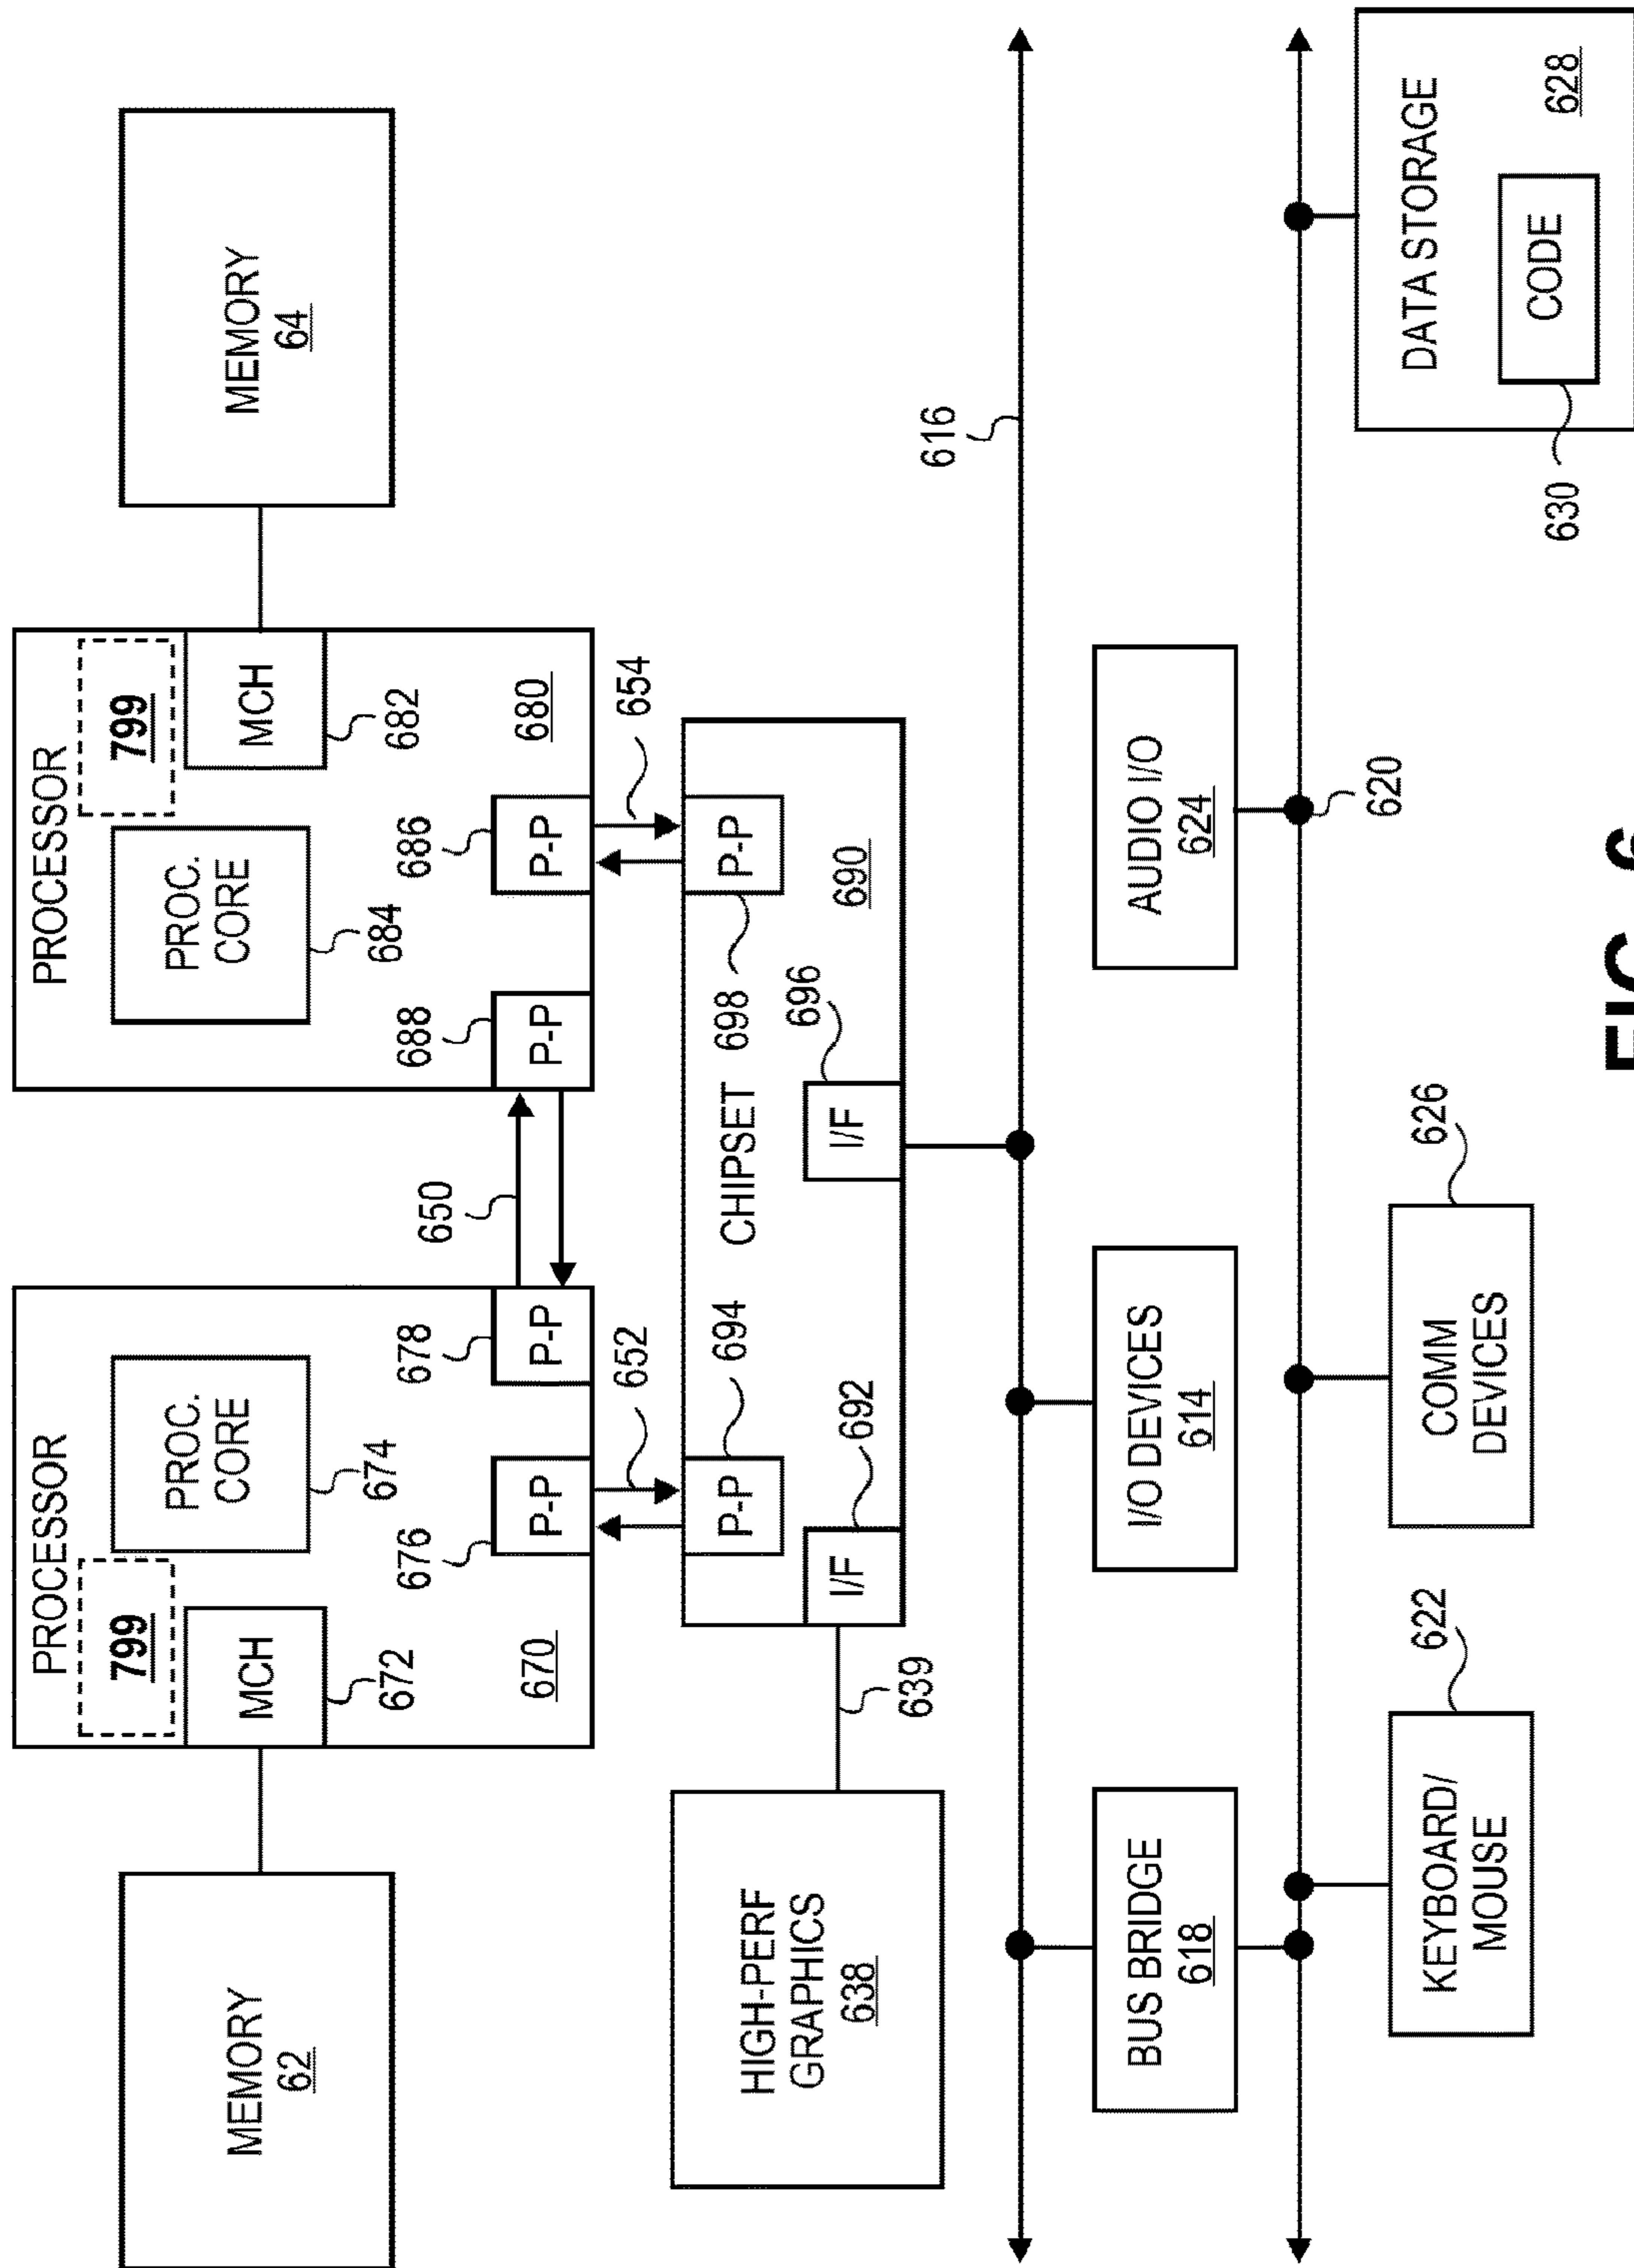 PROCESSOR
799
MCH
672
PROC.
CORE
674
670
676
P-P
678
P-P
MEMORY
62
650
PROCESSOR
PROC.
CORE
684
799
MCH
682
688
P-P
686
P-P
680
MEMORY
64
652
654
P-P
694
CHIPSET
698
P-P
690
I/F
692
I/F
696
HIGH-PERF
GRAPHICS
638
639
616
BUS BRIDGE
618
I/O DEVICES
614
AUDIO I/O
624
620
KEYBOARD/
MOUSE
622
COMM
DEVICES
626
DATA STORAGE
628
CODE
630
FIG. 6